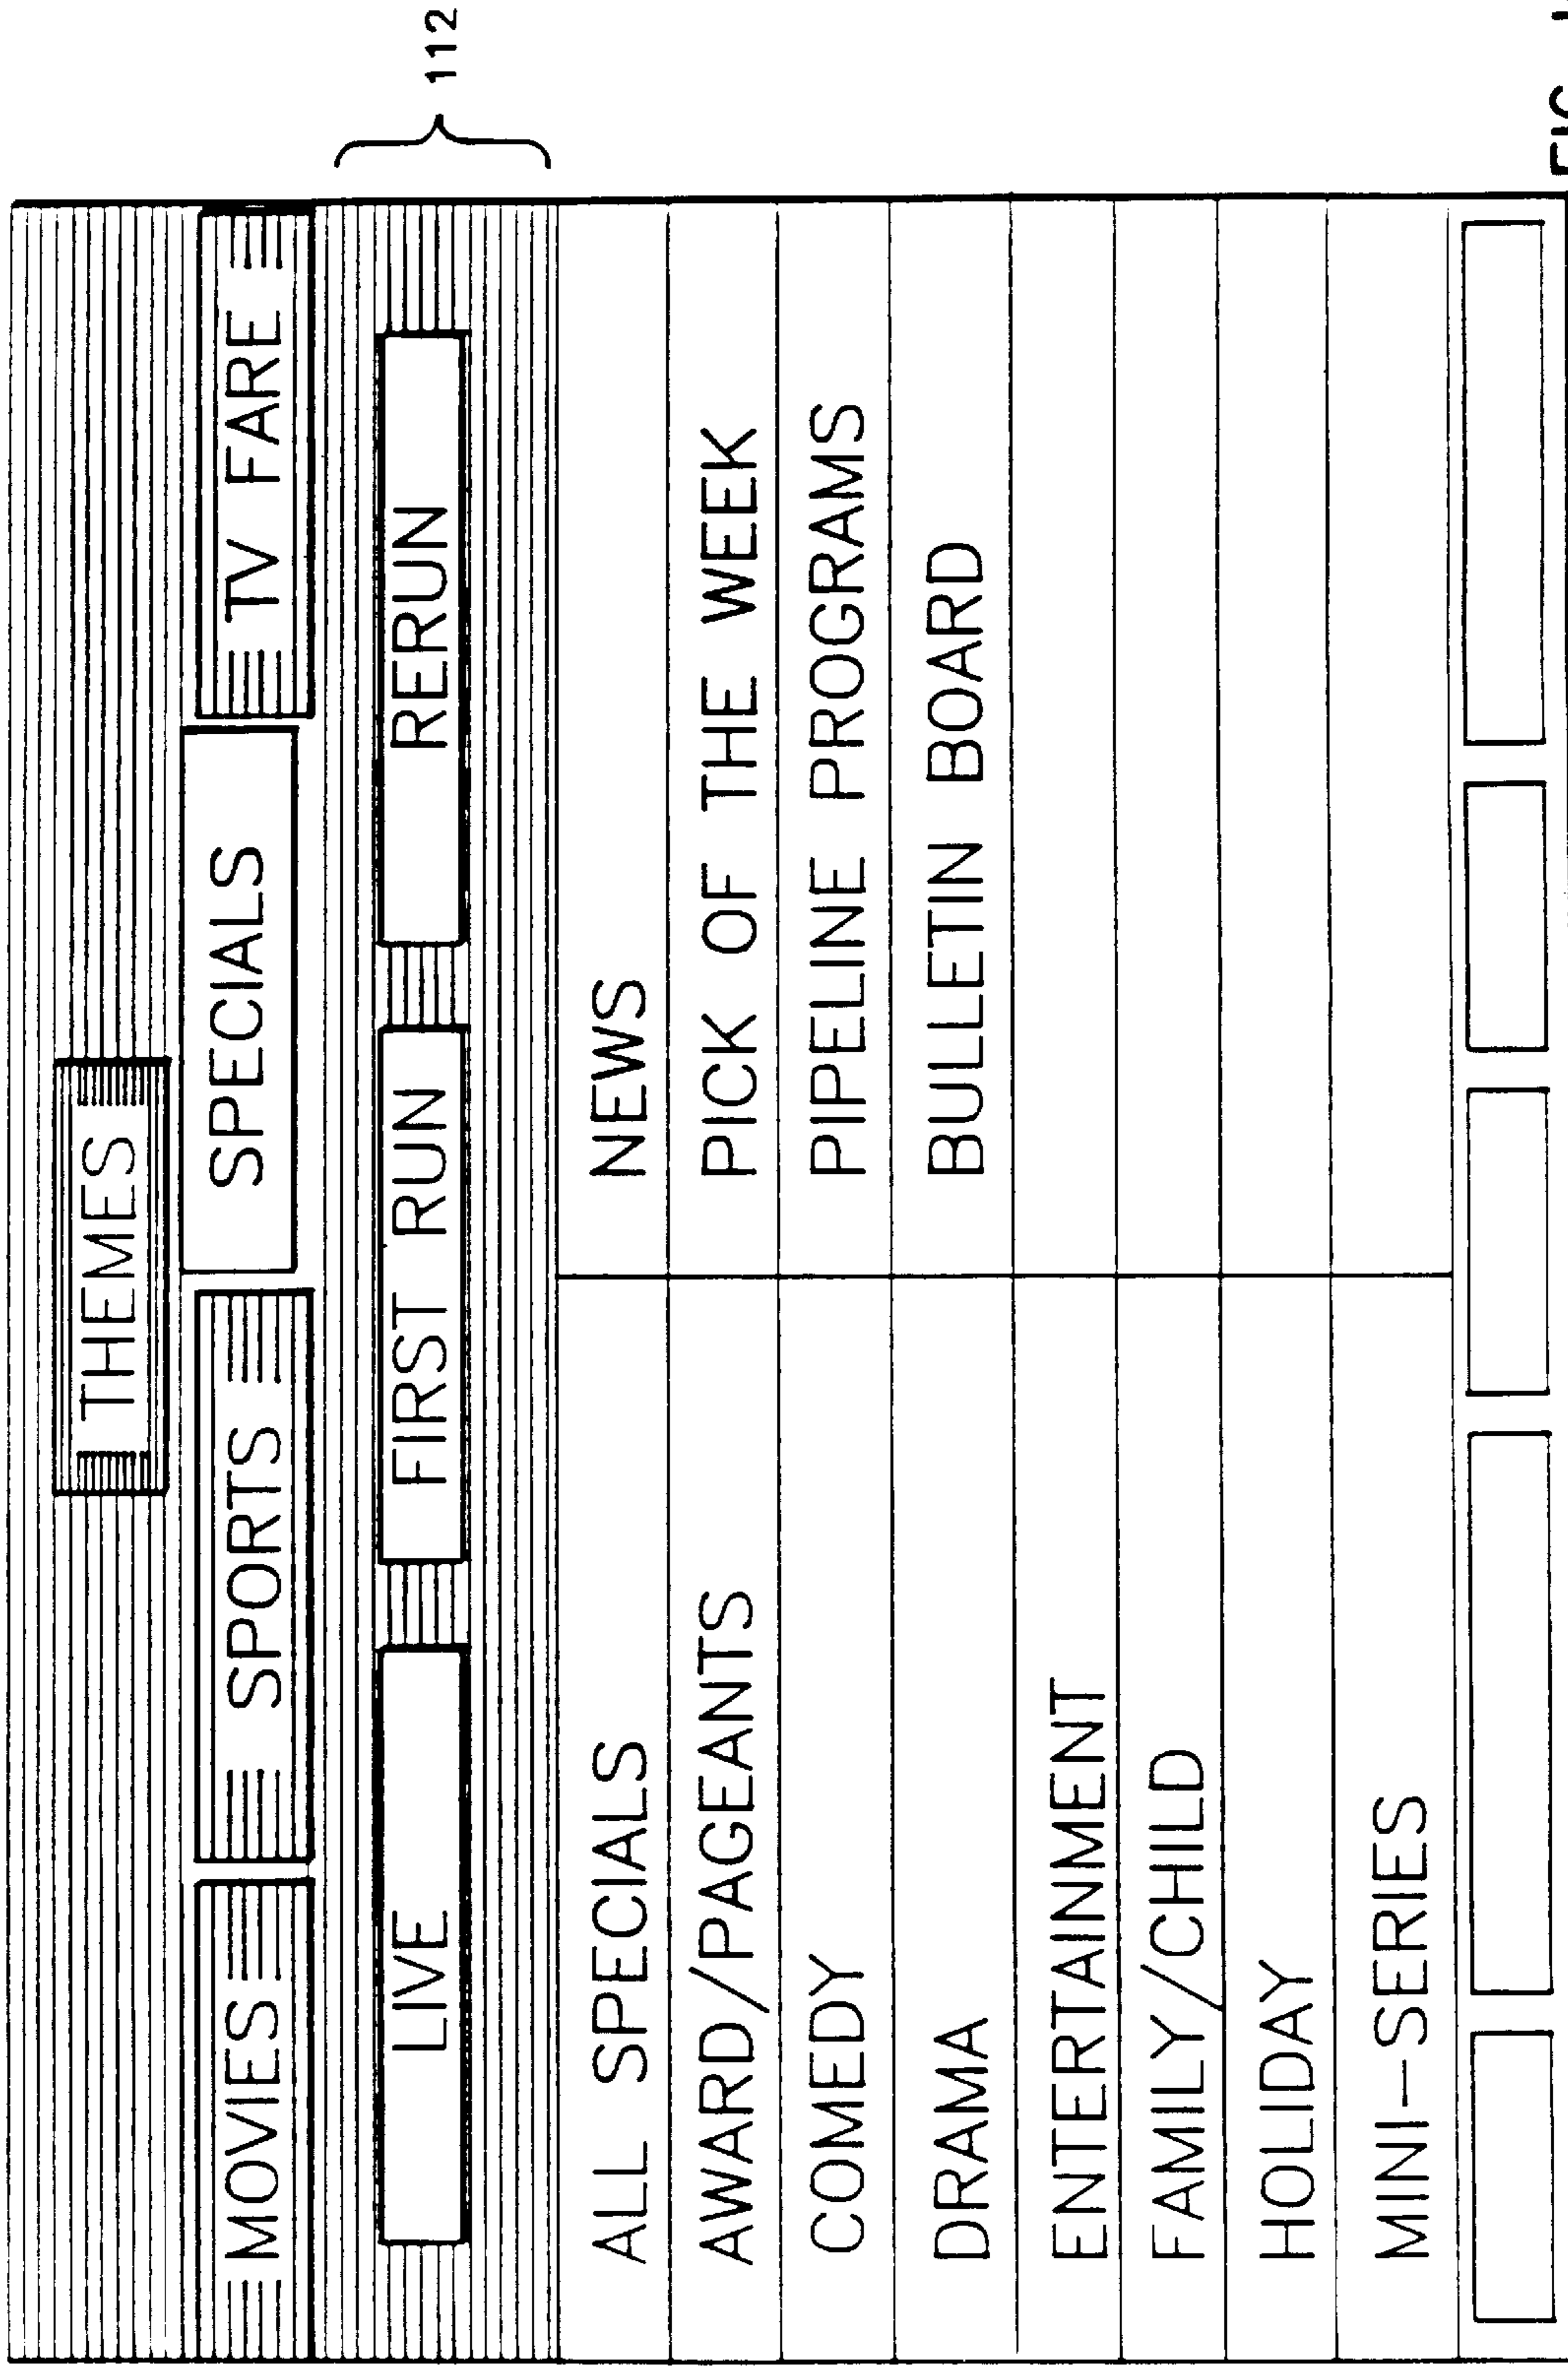 THEMES
MOVIES SPORTS SPECIALS TV FARE
LIVE FIRST RUN RERUN
112
ALL SPECIALS NEWS
AWARD/PAGEANTS PICK OF THE WEEK
COMEDY PIPELINE PROGRAMS
DRAMA BULLETIN BOARD
ENTERTAINMENT
FAMILY/CHILD
HOLIDAY
MINI-SERIES